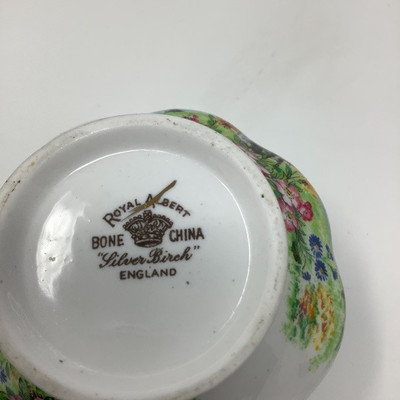 ROYAL ALBERT
BONE CHINA
"Silver Birch"
ENGLAND